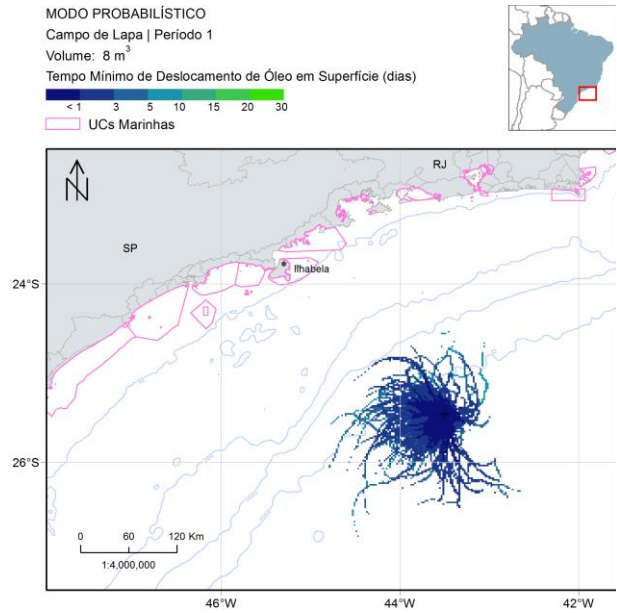 MODO PROBABILÍSTICO
Campo de Lapa | Período 1
Volume: 8 m³
Tempo Mínimo de Deslocamento de Óleo em Superfície (dias)
< 1 3 5 10 15 20 30
UCs Marinhas
N
RJ
SP
Ilhabela
24°S
26°S
0 60 120 Km
1:4,000,000
46°W 44°W 42°W